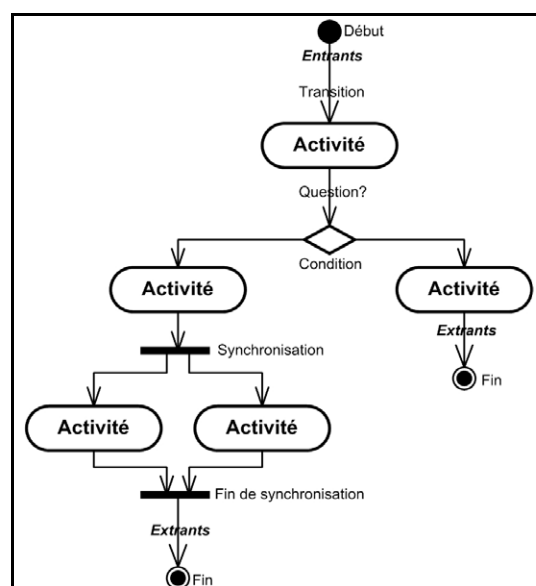 Début
Entrants
Transition
Activité
Question?
Condition
Activité
Activité
Extrants
Fin
Synchronisation
Activité
Activité
Fin de synchronisation
Extrants
Fin